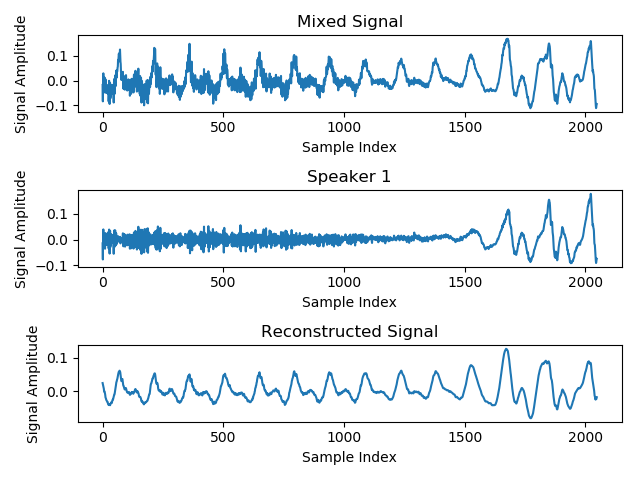 Mixed Signal
Signal Amplitude
0.1
0.0
−0.1
0 500 1000 1500 2000
Sample Index
Speaker 1
Signal Amplitude
0.1
0.0
−0.1
0 500 1000 1500 2000
Sample Index
Reconstructed Signal
Signal Amplitude
0.1
0.0
0 500 1000 1500 2000
Sample Index